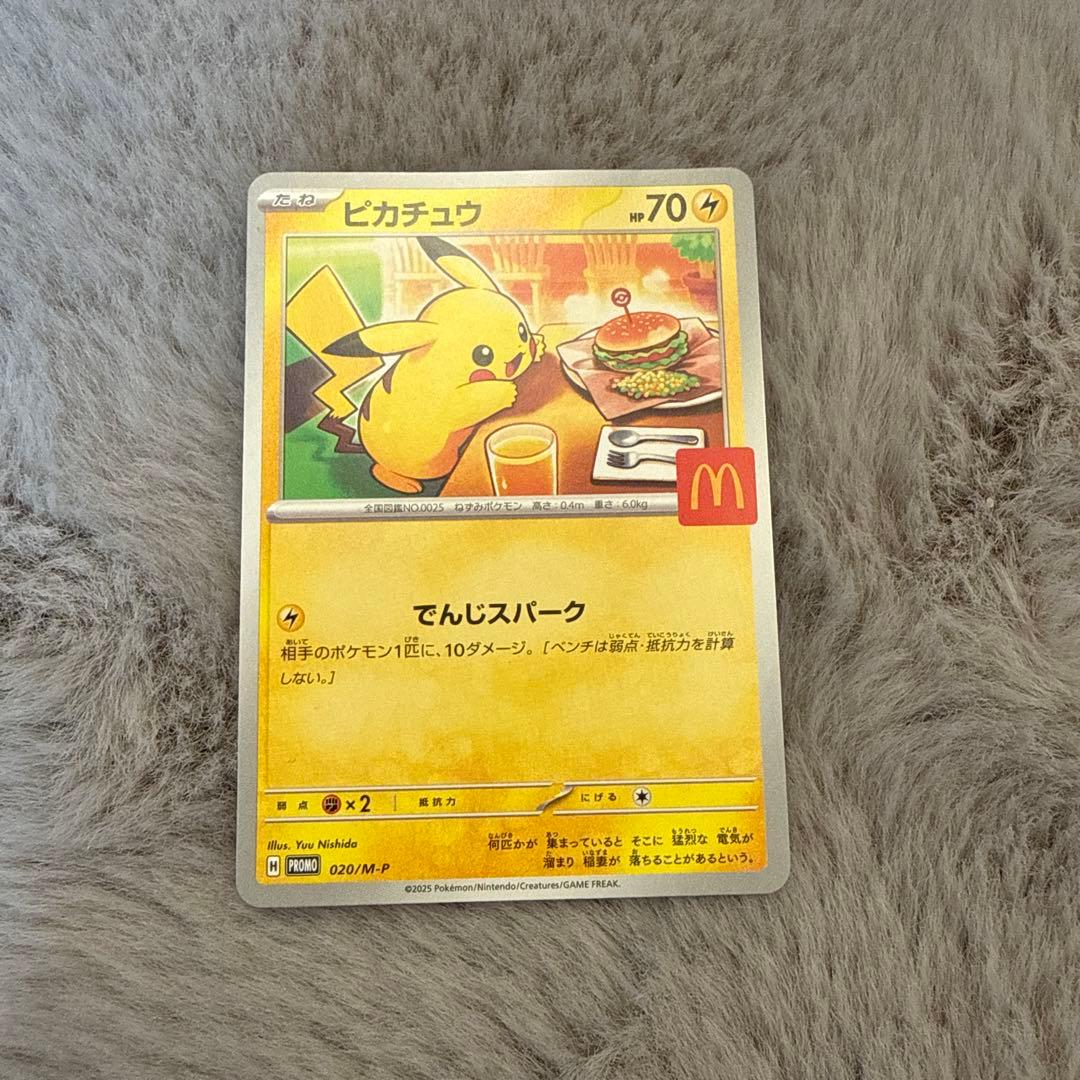 たね ピカチュウ HP70
全国図鑑NO.0025 ねずみポケモン 高さ:0.4m 重さ:6.0kg
でんじスパーク
相手のポケモン1匹に、10ダメージ。[ベンチは弱点・抵抗力を計算
しない。]
弱点 ×2 抵抗力 にげる
Illus. Yuu Nishida
何匹かが 集まっていると そこに 猛烈な 電気が
溜まり 稲妻が 落ちることがあるという。
H PROMO 020/M-P
©2025 Pokémon/Nintendo/Creatures/GAME FREAK.